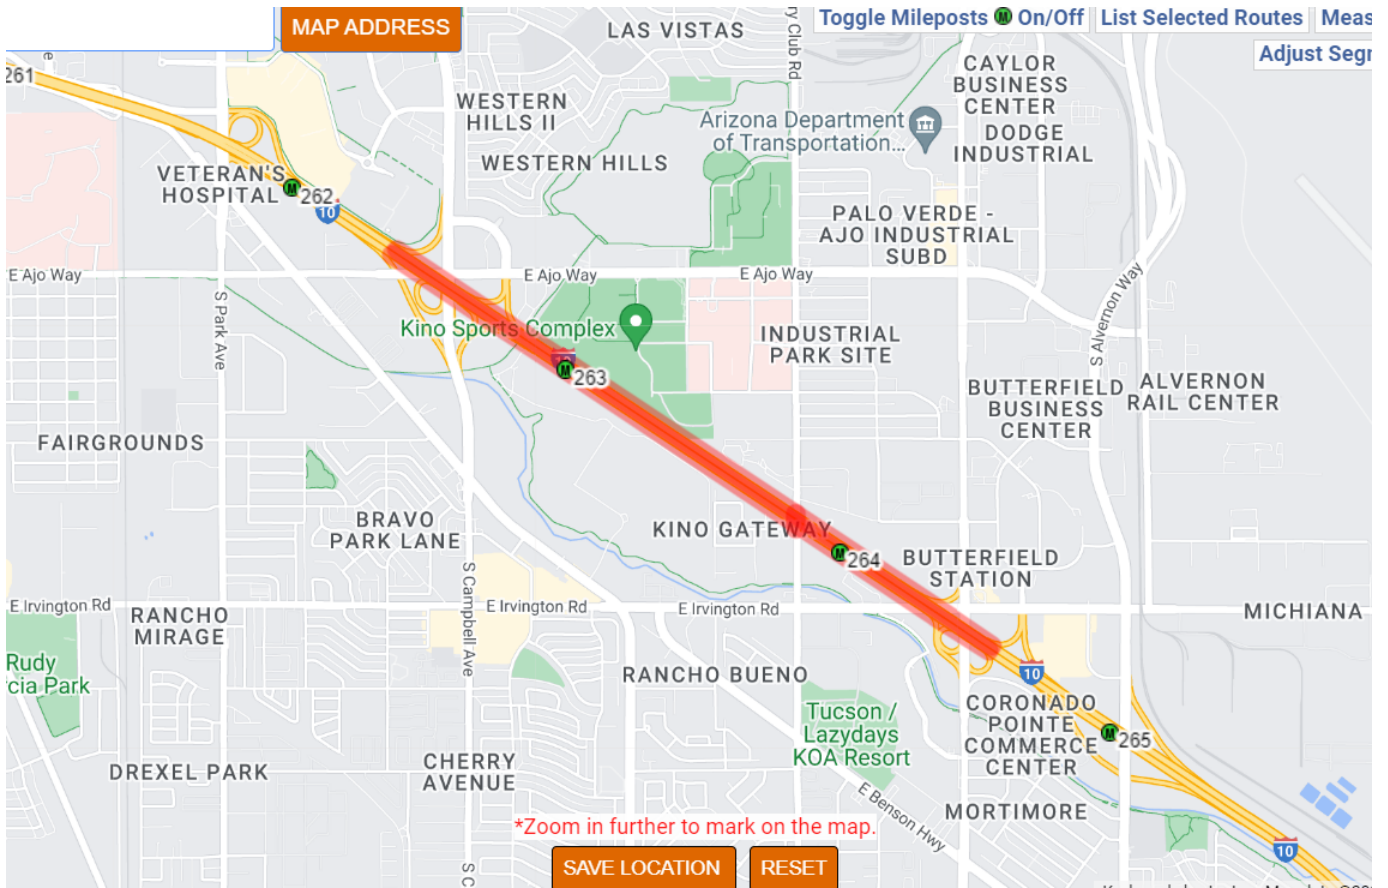 MAP ADDRESS
Toggle Mileposts M On/Off
List Selected Routes
Meas
Adjust Segr
LAS VISTAS
ry Club Rd
CAYLOR
BUSINESS
CENTER
261
WESTERN
HILLS II
Arizona Department
of Transportation...
DODGE
INDUSTRIAL
WESTERN HILLS
VETERAN'S
HOSPITAL
M 262
10
PALO VERDE -
AJO INDUSTRIAL
SUBD
E Ajo Way
E Ajo Way
E Ajo Way
S Park Ave
S Alvernon Way
Kino Sports Complex
INDUSTRIAL
PARK SITE
10
M 263
BUTTERFIELD
BUSINESS
CENTER
ALVERNON
RAIL CENTER
FAIRGROUNDS
BRAVO
PARK LANE
KINO GATEWAY
M 264
BUTTERFIELD
STATION
E Irvington Rd
E Irvington Rd
E Irvington Rd
RANCHO
MIRAGE
MICHIANA
S Campbell Ave
Rudy
cia Park
RANCHO BUENO
10
Tucson /
Lazydays
KOA Resort
CORONADO
POINTE
COMMERCE
CENTER
M 265
DREXEL PARK
CHERRY
AVENUE
E Benson Hwy
MORTIMORE
*Zoom in further to mark on the map.
10
SAVE LOCATION
RESET
S C